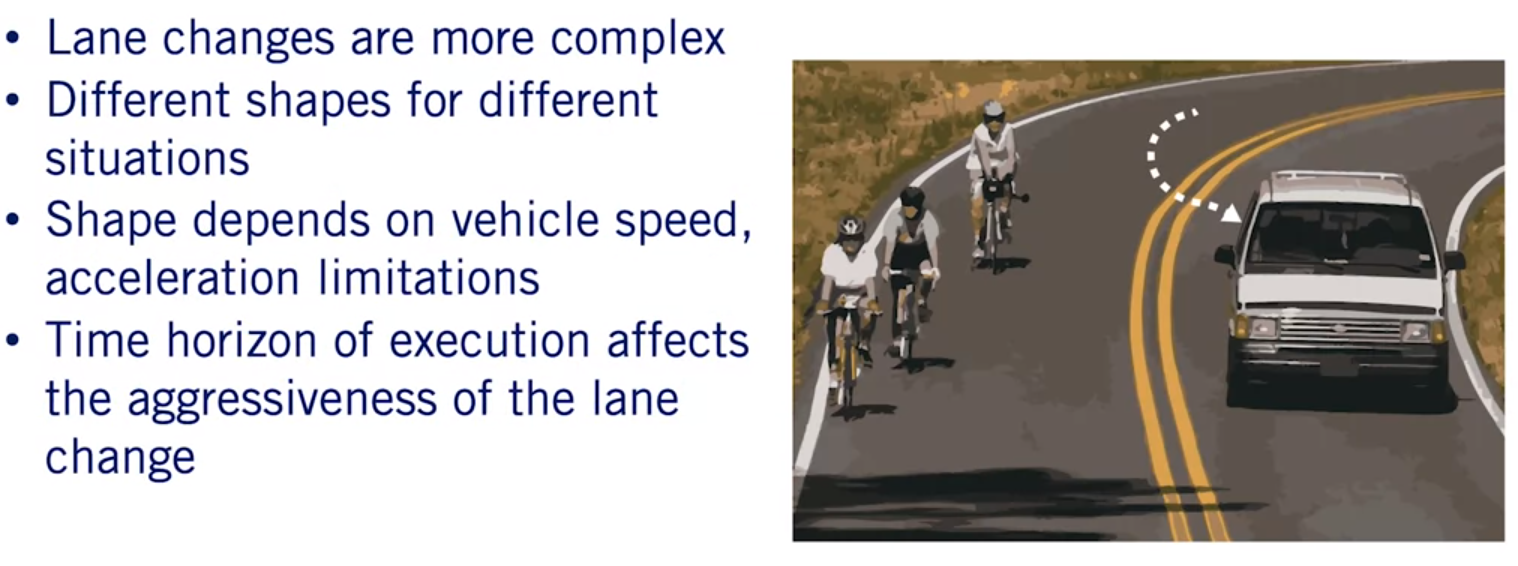 • Lane changes are more complex
• Different shapes for different
situations
• Shape depends on vehicle speed,
acceleration limitations
• Time horizon of execution affects
the aggressiveness of the lane
change